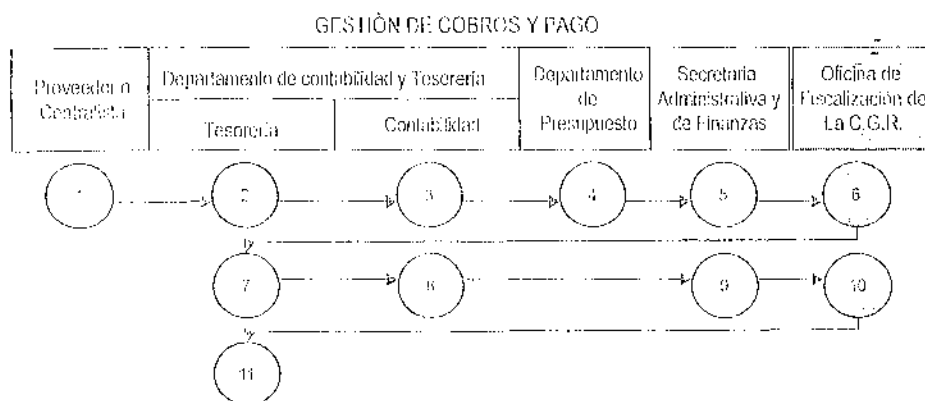 GESTIÓN DE COBROS Y PAGO
Proveedor o
Contratista
Departamento de contabilidad y Tesorería
Tesorería
Contabilidad
Departamento
de
Presupuesto
Secretaria
Administrativa y
de Finanzas
Oficina de
Fiscalización de
La C.G.R.
1
2
3
4
5
6
7
8
9
10
11